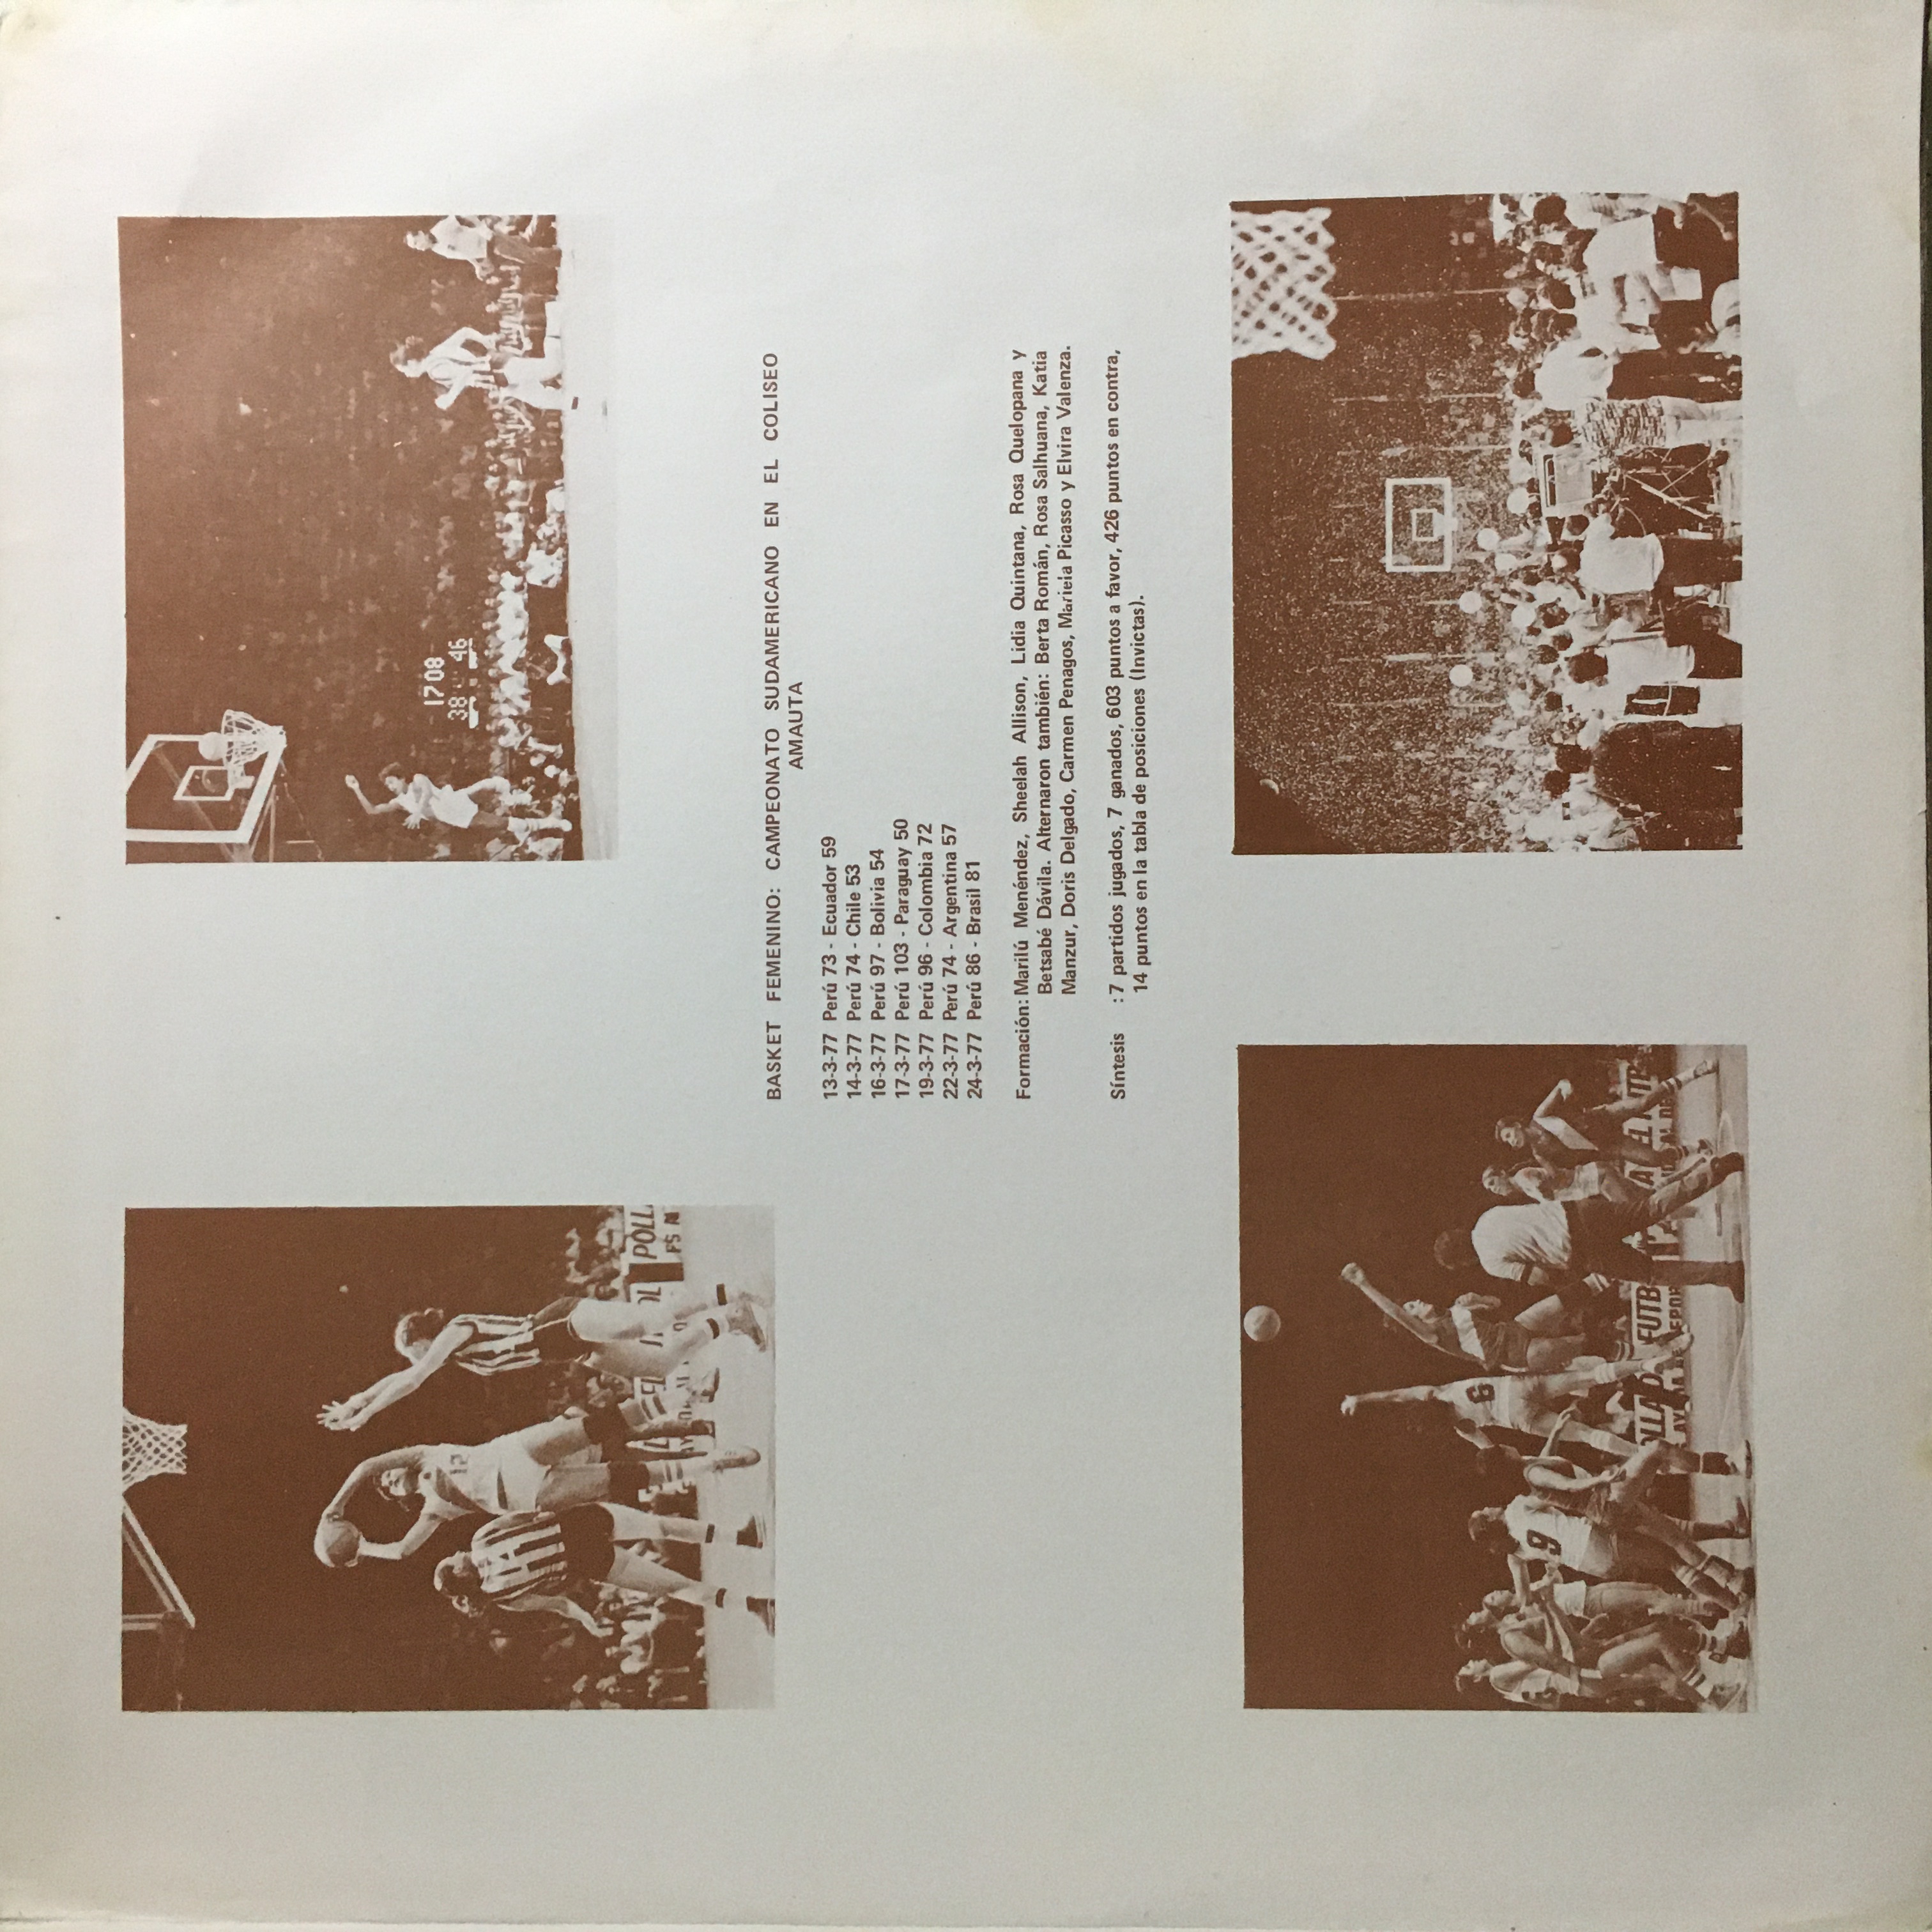 BASKET FEMENINO: CAMPEONATO SUDAMERICANO EN EL COLISEO
AMAUTA
13-3-77 Perú 73 - Ecuador 59
14-3-77 Perú 74 - Chile 53
16-3-77 Perú 97 - Bolivia 54
17-3-77 Perú 103 - Paraguay 50
19-3-77 Perú 96 - Colombia 72
22-3-77 Perú 74 - Argentina 57
24-3-77 Perú 86 - Brasil 81
Formación: Marilú Menéndez, Sheelah Allison, Lidia Quintana, Rosa Quelopana y
Betsabé Dávila. Alternaron también: Berta Román, Rosa Salhuana, Katia
Manzur, Doris Delgado, Carmen Penagos, Mariela Picasso y Elvira Valenza.
Síntesis : 7 partidos jugados, 7 ganados, 603 puntos a favor, 426 puntos en contra,
14 puntos en la tabla de posiciones (Invictas).
1708
38 46
12
POLL
6
9
FUTB